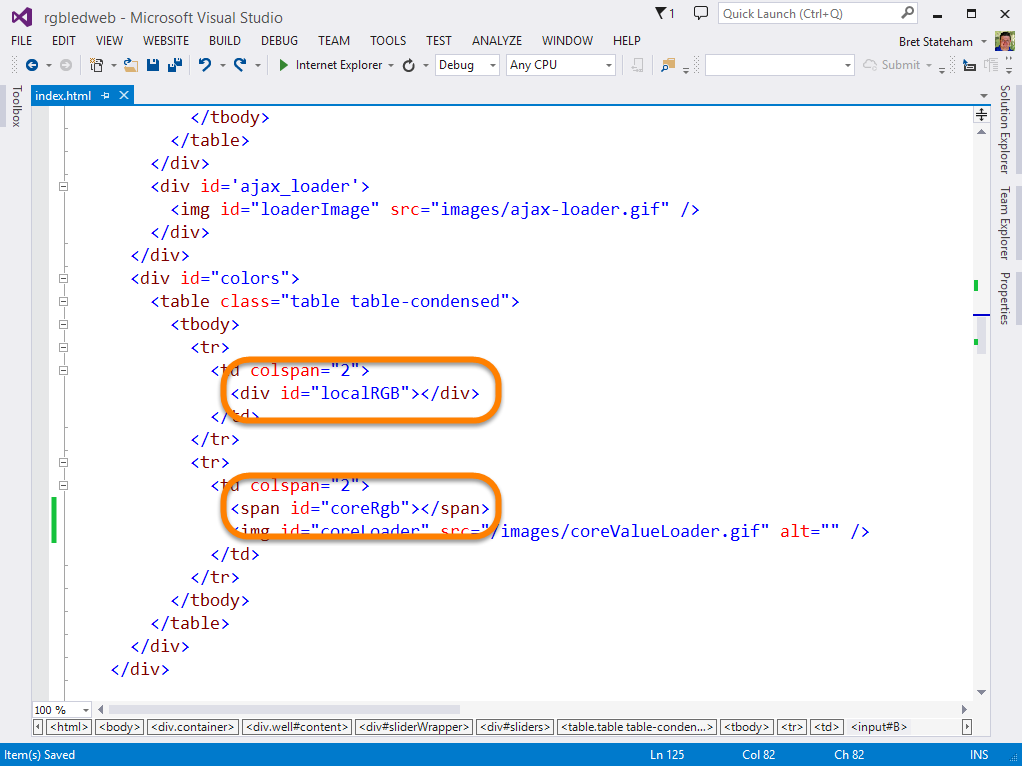 rgbledweb - Microsoft Visual Studio
1
Quick Launch (Ctrl+Q)
FILE EDIT VIEW WEBSITE BUILD DEBUG TEAM TOOLS TEST ANALYZE WINDOW HELP
Bret Stateham
Internet Explorer
Debug
Any CPU
Submit
Toolbox
index.html
Solution Explorer
Team Explorer
Properties
</tbody>
</table>
</div>
<div id='ajax_loader'>
<img id="loaderImage" src="images/ajax-loader.gif" />
</div>
</div>
<div id="colors">
<table class="table table-condensed">
<tbody>
<tr>
<td colspan="2">
<div id="localRGB"></div>
</td>
</tr>
<tr>
<td colspan="2">
<span id="coreRgb"></span>
<img id="coreLoader" src="/images/coreValueLoader.gif" alt="" />
</td>
</tr>
</tbody>
</table>
</div>
</div>
100 %
<html> <body> <div.container> <div.well#content> <div#sliderWrapper> <div#sliders> <table.table table-conden...> <tbody> <tr> <td> <input#B>
Item(s) Saved Ln 125 Col 82 Ch 82 INS